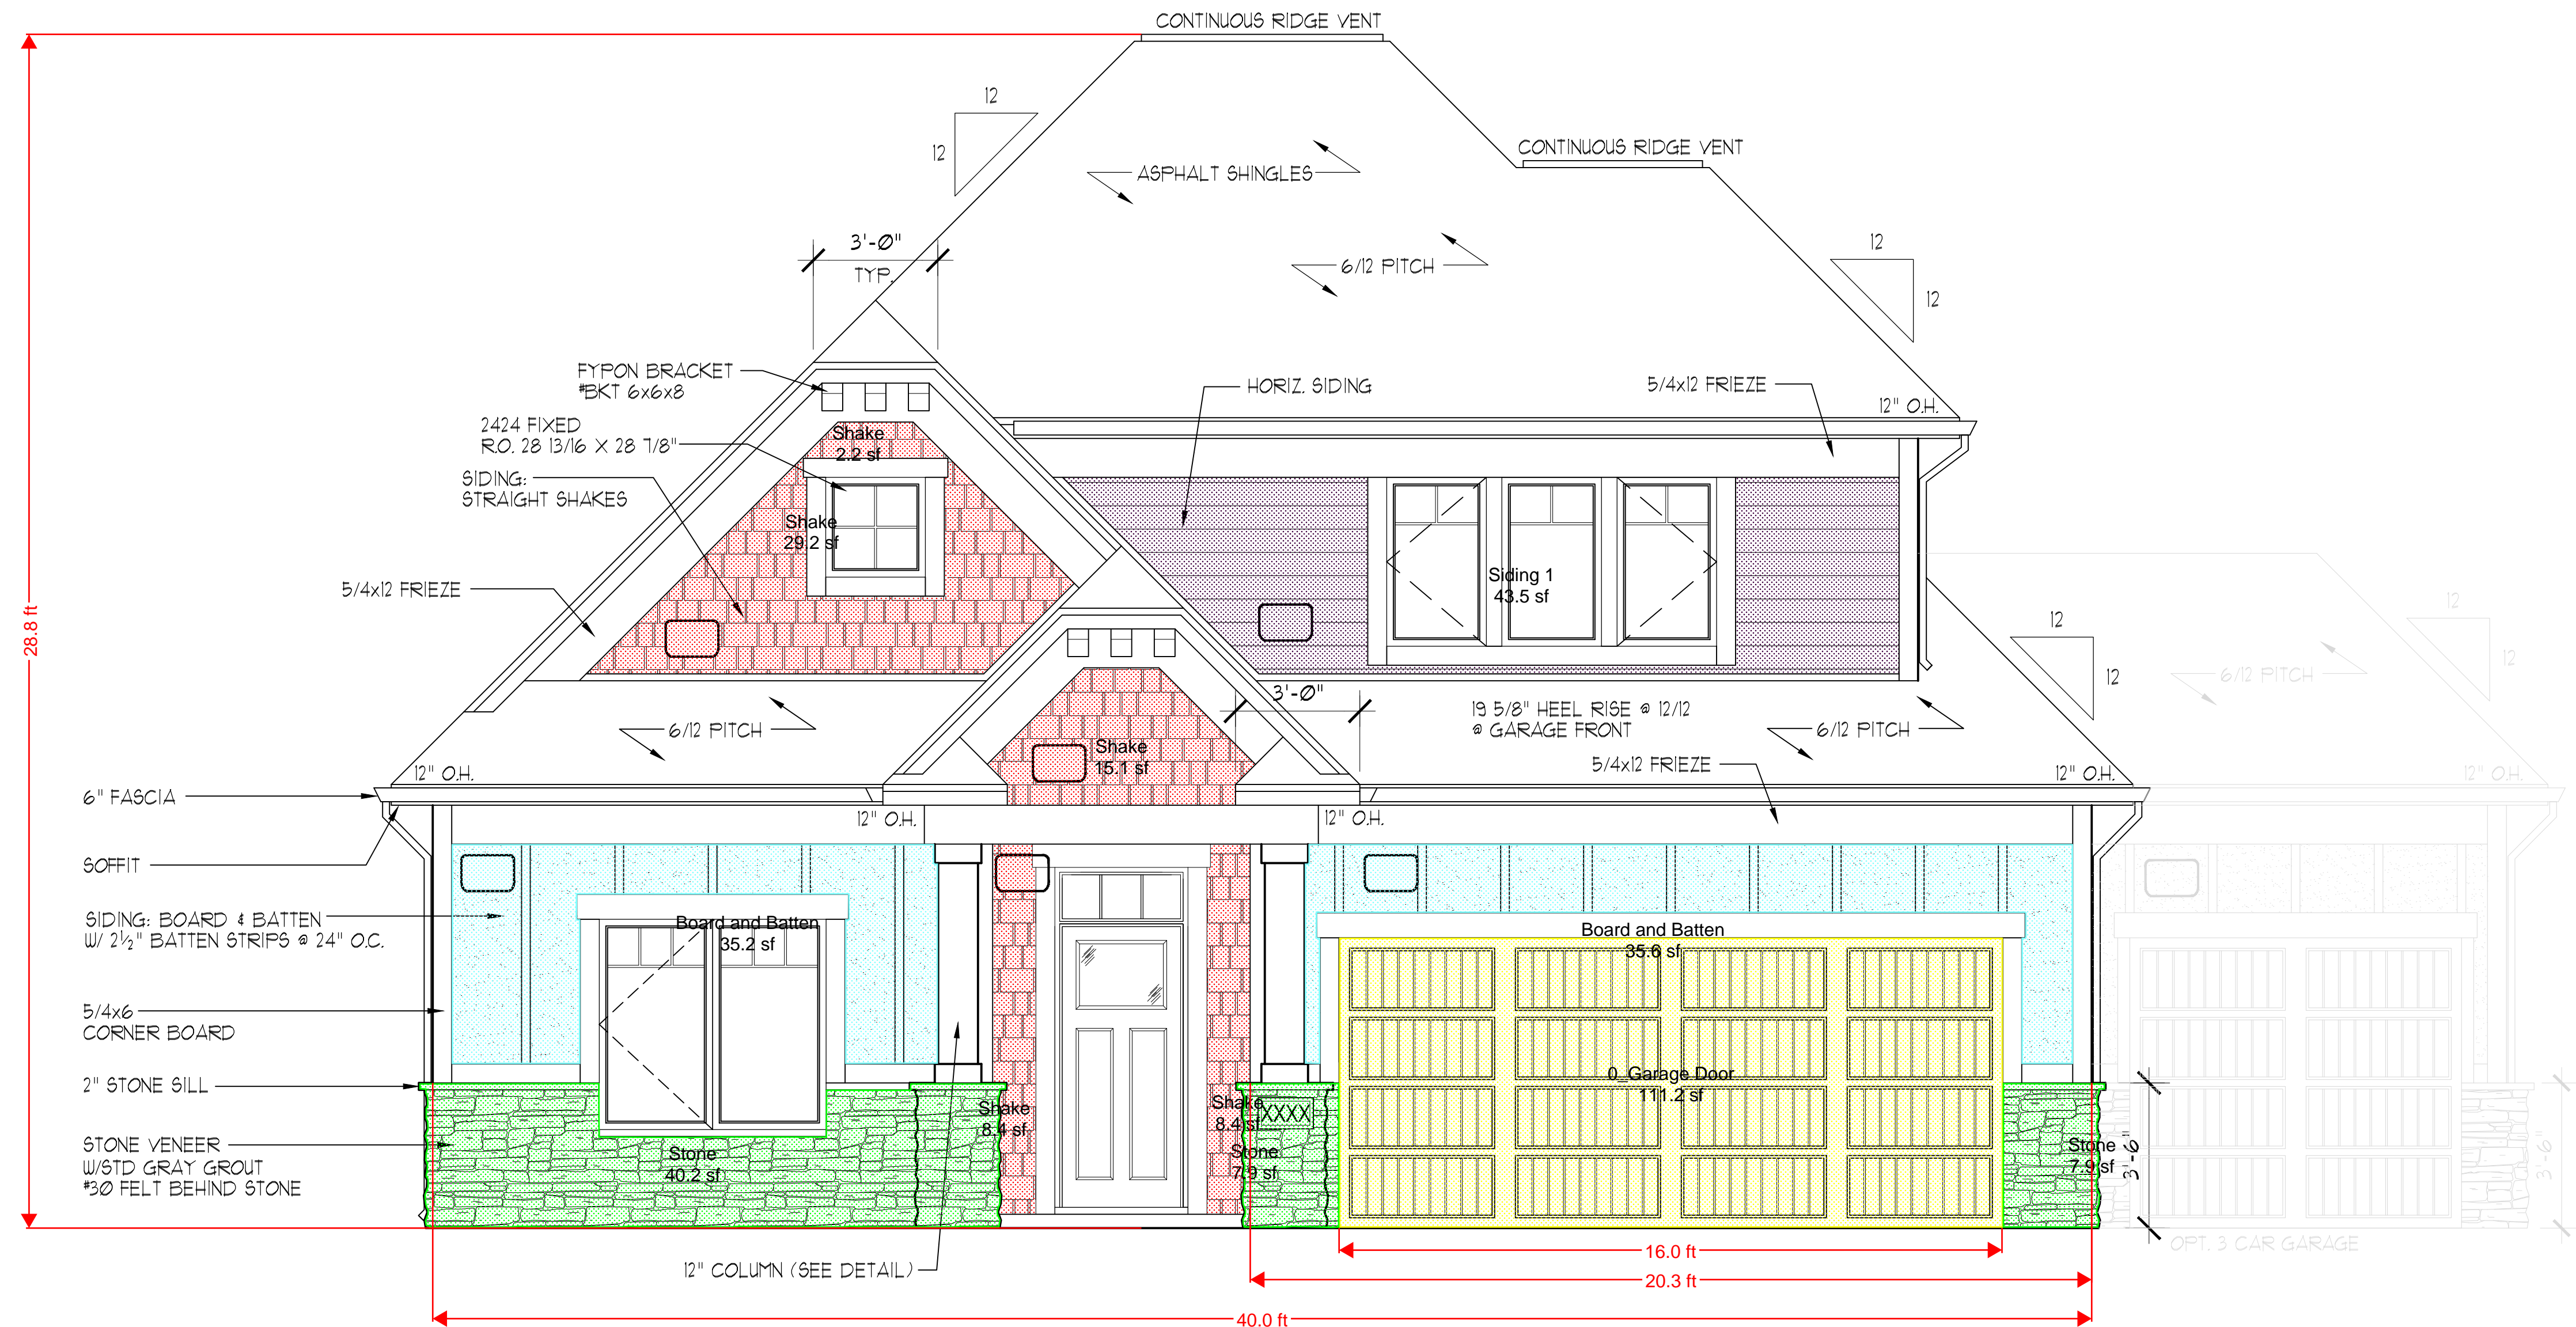 CONTINUOUS RIDGE VENT
12
12
ASPHALT SHINGLES
CONTINUOUS RIDGE VENT
3'-0"
TYP.
6/12 PITCH
12
12
FYPON BRACKET
#BKT 6x6x8
HORIZ. SIDING
5/4x12 FRIEZE
12" O.H.
2424 FIXED
R.O. 28 13/16 X 28 7/8"
Shake
2.2 sf
SIDING:
STRAIGHT SHAKES
Shake
29.2 sf
5/4x12 FRIEZE
Siding 1
43.5 sf
28.8 ft
12
12
12
12
6/12 PITCH
3'-0"
19 5/8" HEEL RISE @ 12/12
@ GARAGE FRONT
6/12 PITCH
6/12 PITCH
Shake
15.1 sf
5/4x12 FRIEZE
12" O.H.
12" O.H.
12" O.H.
6" FASCIA
12" O.H.
12" O.H.
SOFFIT
SIDING: BOARD & BATTEN
W/ 2½" BATTEN STRIPS @ 24" O.C.
Board and Batten
35.2 sf
Board and Batten
35.6 sf
5/4x6
CORNER BOARD
2" STONE SILL
0_Garage Door
111.2 sf
Shake
8.4 sf
Shake
8.4 sf
XXXX
STONE VENEER
W/STD GRAY GROUT
#30 FELT BEHIND STONE
Stone
40.2 sf
Stone
7.9 sf
Stone
7.9 sf
3'-6"
3'-6"
OPT. 3 CAR GARAGE
12" COLUMN (SEE DETAIL)
16.0 ft
20.3 ft
40.0 ft